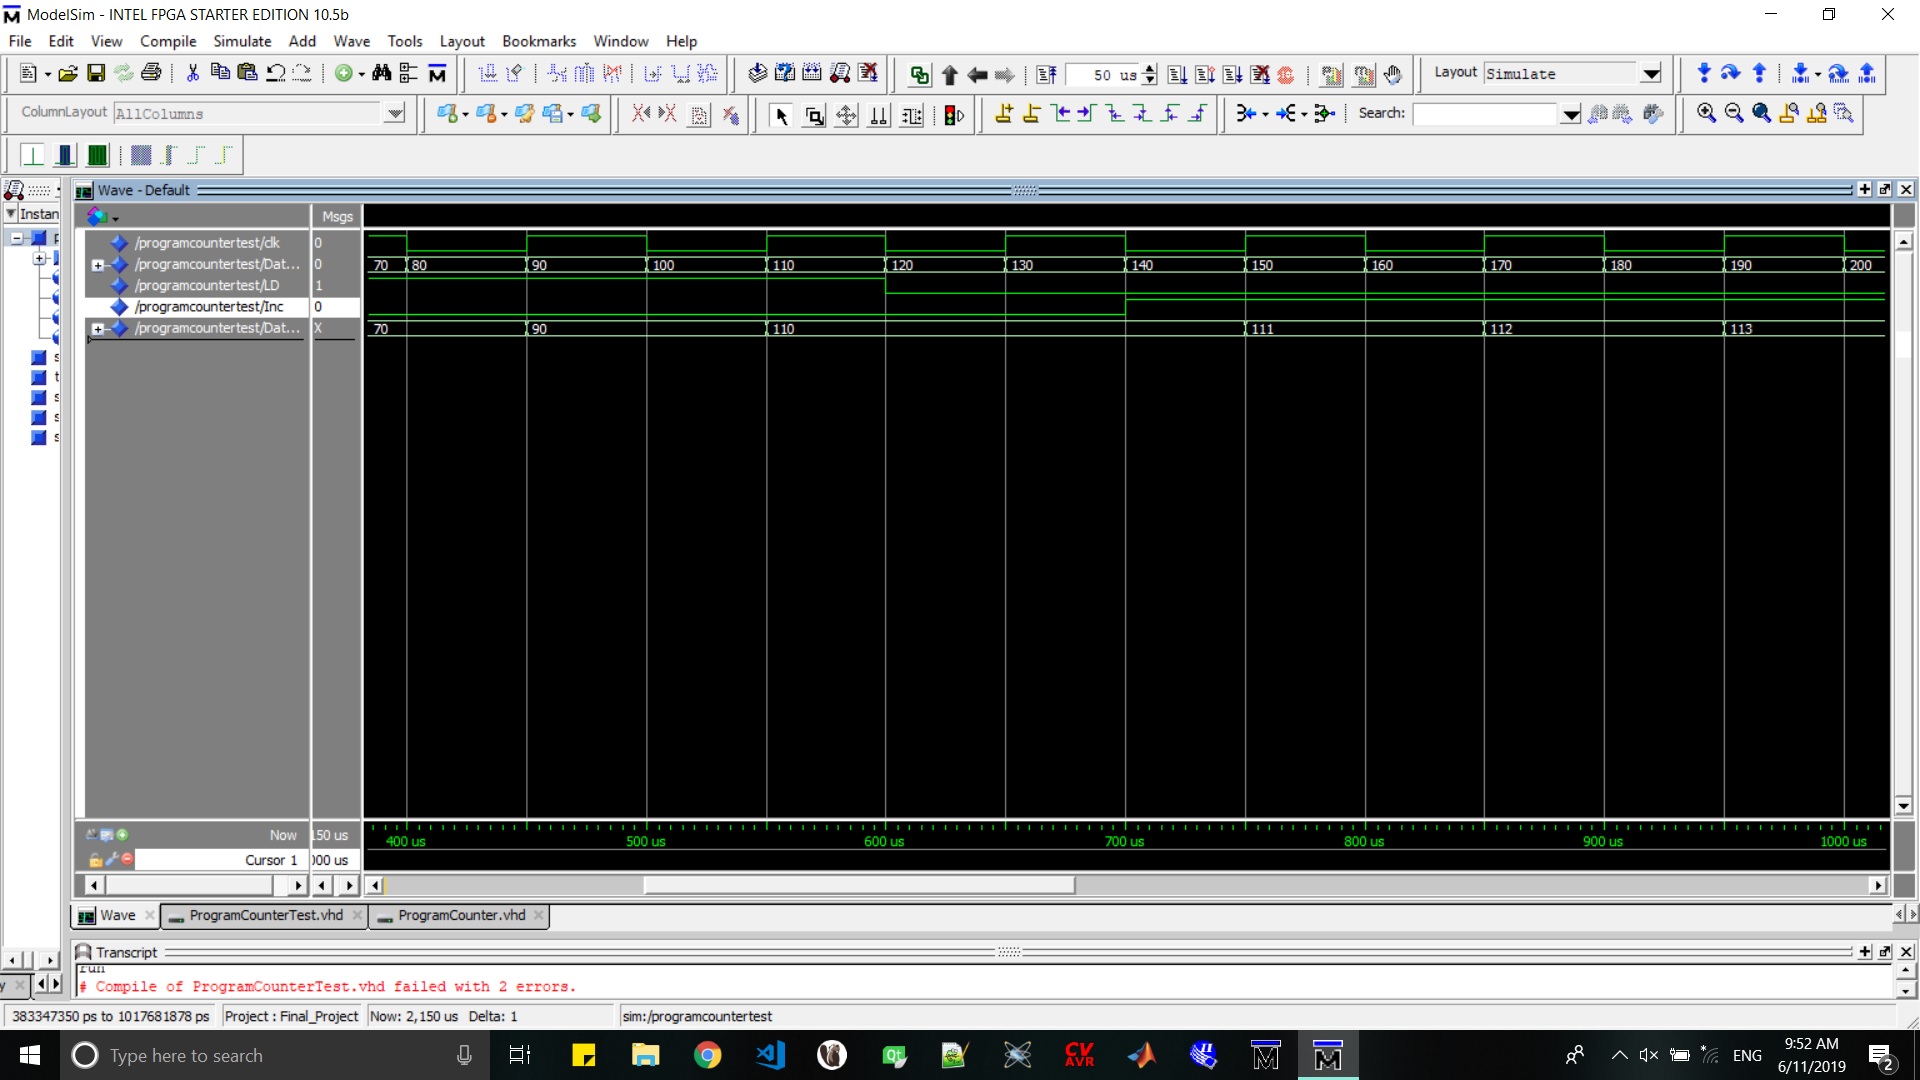 ModelSim - INTEL FPGA STARTER EDITION 10.5b
File Edit View Compile Simulate Add Wave Tools Layout Bookmarks Window Help
50 us
Layout Simulate
ColumnLayout AllColumns
Search:
Wave - Default
Instan
Msgs
/programcountertest/clk 0
/programcountertest/Dat... 0 70 80 90 100 110 120 130 140 150 160 170 180 190 200
/programcountertest/LD 1
/programcountertest/Inc 0
/programcountertest/Dat... X 70 90 110 111 112 113
Now 150 us
400 us 500 us 600 us 700 us 800 us 900 us 1000 us
Cursor 1 000 us
Wave ProgramCounterTest.vhd ProgramCounter.vhd
Transcript
run
# Compile of ProgramCounterTest.vhd failed with 2 errors.
383347350 ps to 1017681878 ps Project : Final_Project Now: 2,150 us Delta: 1 sim:/programcountertest
Type here to search
CV
AVR
Qt
ENG
9:52 AM
6/11/2019
2